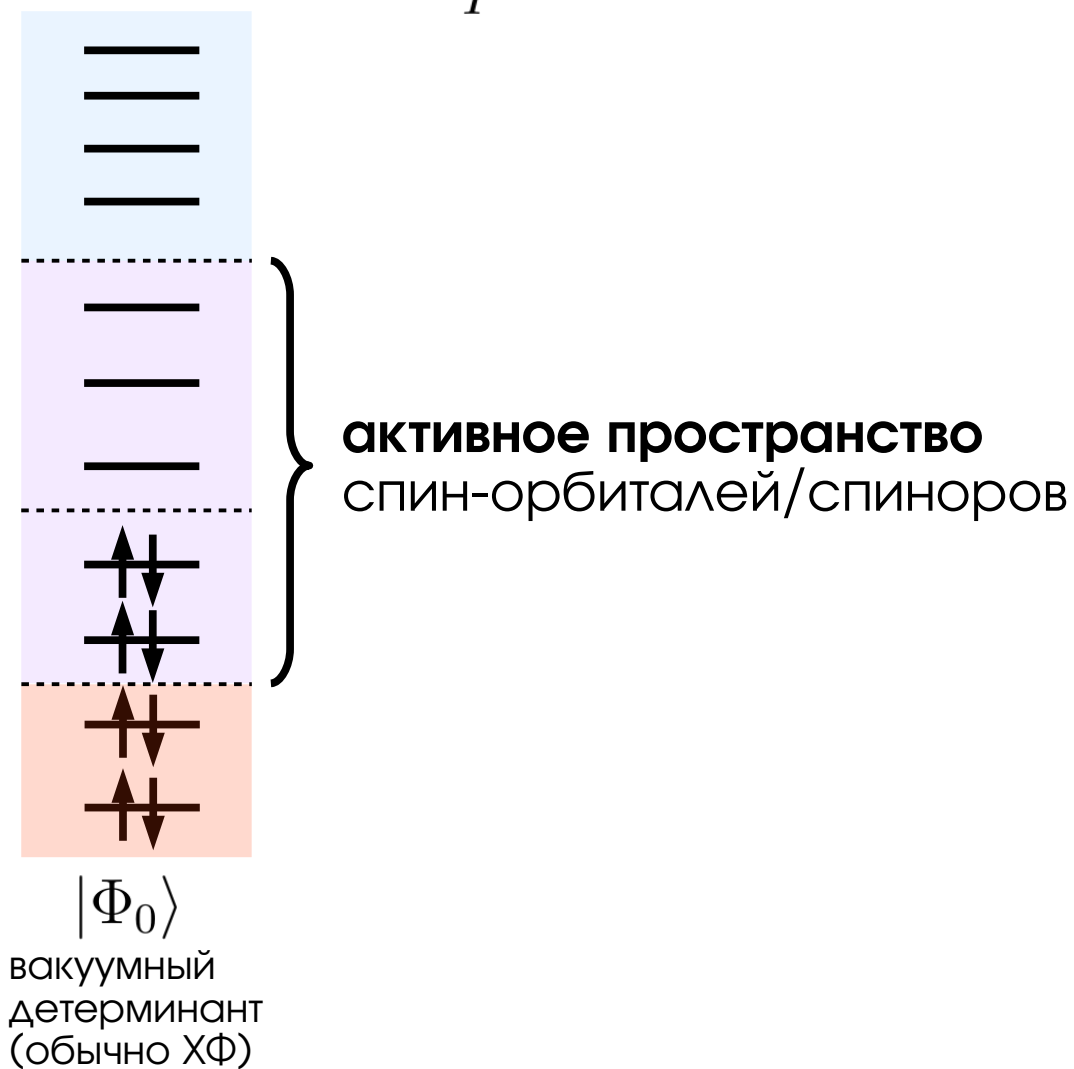 активное пространство
спин-орбиталей/спиноров
|Φ₀⟩
вакуумный
детерминант
(обычно ХФ)